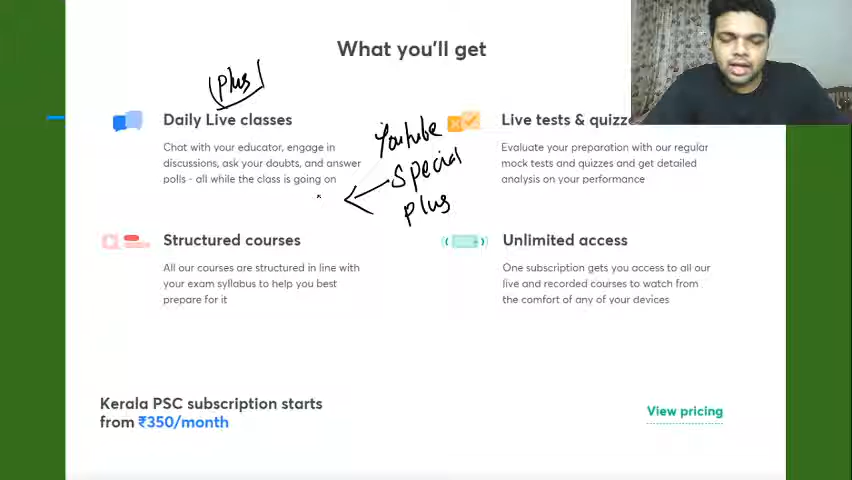 What you'll get
(plus)
Daily Live classes
Chat with your educator, engage in
discussions, ask your doubts, and answer
polls - all while the class is going on
Youtube
Special
plus
Live tests & quizze
Evaluate your preparation with our regular
mock tests and quizzes and get detailed
analysis on your performance
Structured courses
All our courses are structured in line with
your exam syllabus to help you best
prepare for it
Unlimited access
One subscription gets you access to all our
live and recorded courses to watch from
the comfort of any of your devices
Kerala PSC subscription starts
from ₹350/month
View pricing